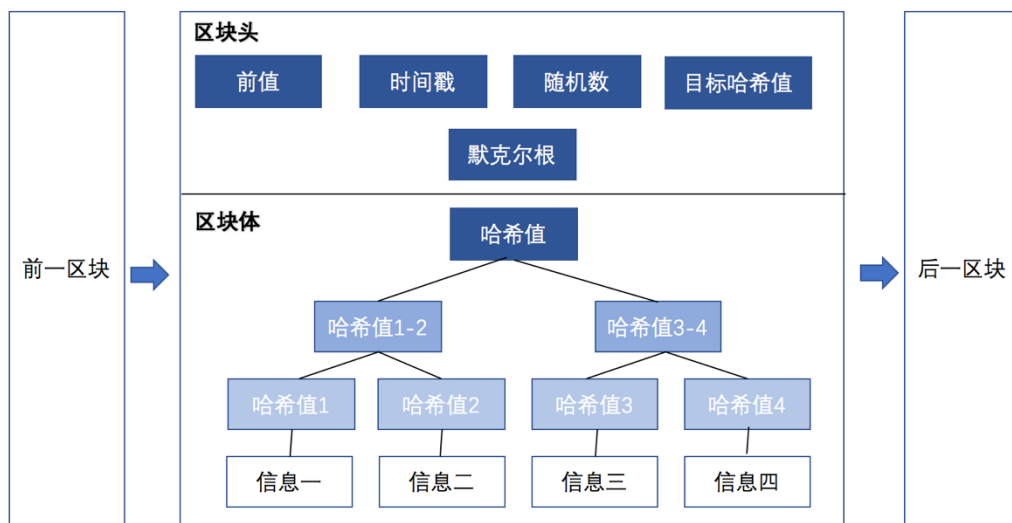 区块头
前值
时间戳
随机数
目标哈希值
默克尔根
区块体
哈希值
前一区块
后一区块
哈希值1-2
哈希值3-4
哈希值1
哈希值2
哈希值3
哈希值4
信息一
信息二
信息三
信息四